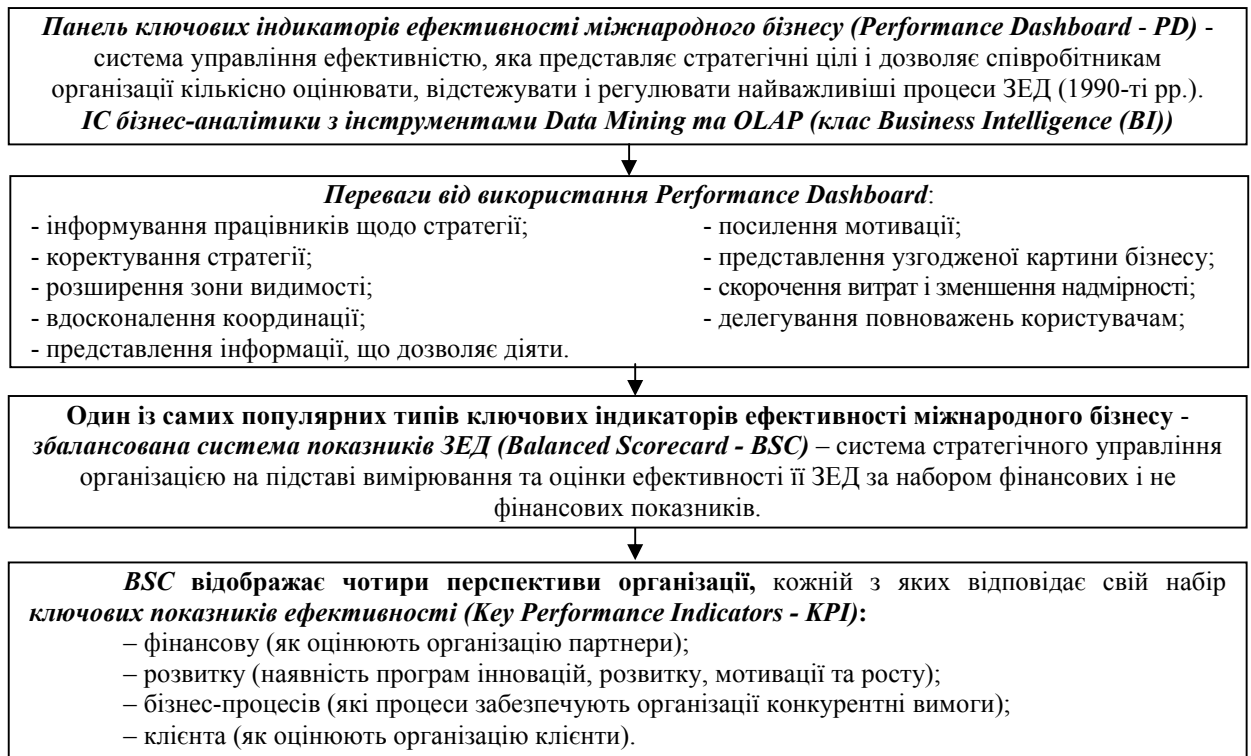 Панель ключових індикаторів ефективності міжнародного бізнесу (Performance Dashboard - PD) -
система управління ефективністю, яка представляє стратегічні цілі і дозволяє співробітникам
організації кількісно оцінювати, відстежувати і регулювати найважливіші процеси ЗЕД (1990-ті рр.).
ІС бізнес-аналітики з інструментами Data Mining та OLAP (клас Business Intelligence (BI))
Переваги від використання Performance Dashboard:
- інформування працівників щодо стратегії;
- коректування стратегії;
- розширення зони видимості;
- вдосконалення координації;
- представлення інформації, що дозволяє діяти.
- посилення мотивації;
- представлення узгодженої картини бізнесу;
- скорочення витрат і зменшення надмірності;
- делегування повноважень користувачам;
Один із самих популярних типів ключових індикаторів ефективності міжнародного бізнесу -
збалансована система показників ЗЕД (Balanced Scorecard - BSC) – система стратегічного управління
організацією на підставі вимірювання та оцінки ефективності її ЗЕД за набором фінансових і не
фінансових показників.
BSC відображає чотири перспективи організації, кожній з яких відповідає свій набір
ключових показників ефективності (Key Performance Indicators - KPI):
– фінансову (як оцінюють організацію партнери);
– розвитку (наявність програм інновацій, розвитку, мотивації та росту);
– бізнес-процесів (які процеси забезпечують організації конкурентні вимоги);
– клієнта (як оцінюють організацію клієнти).